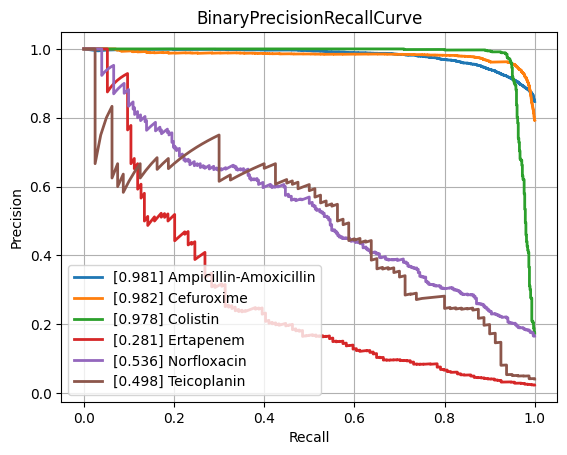 BinaryPrecisionRecallCurve
1.0
0.8
0.6
0.4
0.2
0.0
Precision
[0.981] Ampicillin-Amoxicillin
[0.982] Cefuroxime
[0.978] Colistin
[0.281] Ertapenem
[0.536] Norfloxacin
[0.498] Teicoplanin
0.0 0.2 0.4 0.6 0.8 1.0
Recall